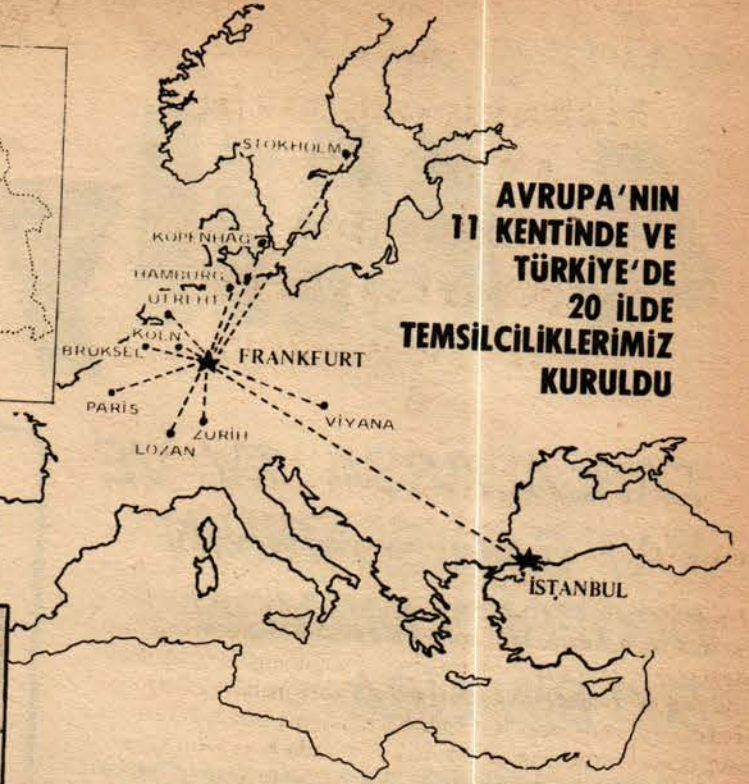 STOKHOLM
AVRUPA'NIN
11 KENTİNDE VE
TÜRKİYE'DE
20 İLDE
TEMSİLCİLİKLERİMİZ
KURULDU
KOPENHAG
HAMBURG
UTREHT
KÖLN
BRÜKSEL
FRANKFURT
PARİS
VİYANA
ZÜRİH
LOZAN
İSTANBUL